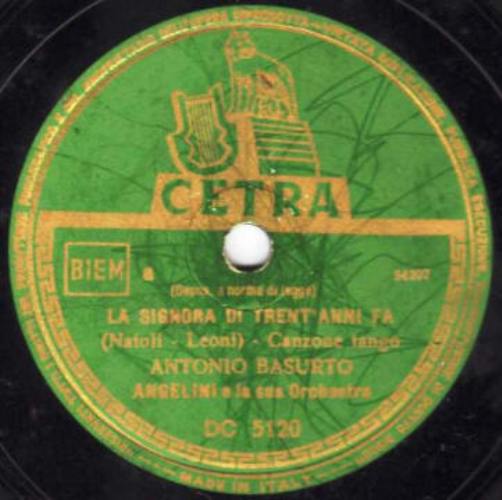 CETRA
BIEM
a
54202
(Depos. a norma di legge)
LA SIGNORA DI TRENT'ANNI FA
(Natoli - Leoni) - Canzone tango
ANTONIO BASURTO
ANGELINI e la sua Orchestra
DC 5120
MADE IN ITALY